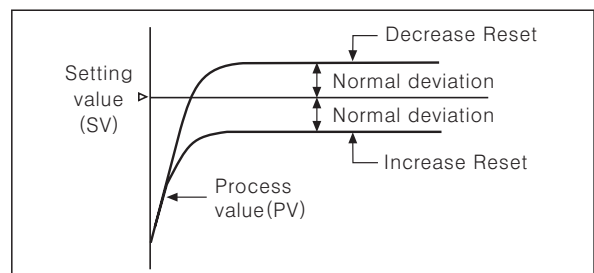 Decrease Reset
Setting
value
(SV)
Normal deviation
Normal deviation
Increase Reset
Process
value(PV)